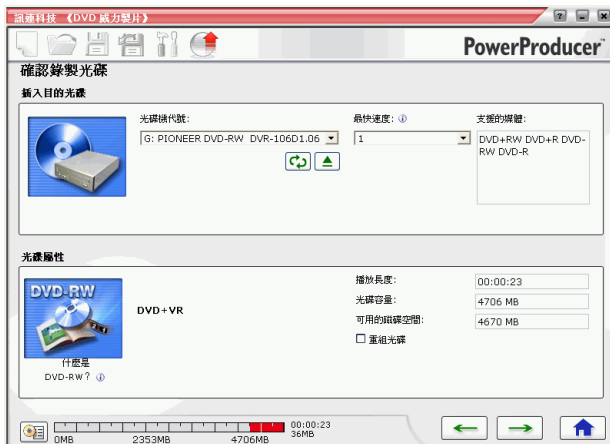 訊連科技 《DVD 威力製片》
PowerProducer™
確認錄製光碟
插入目的光碟
光碟機代號:
最快速度:
支援的媒體:
G: PIONEER DVD-RW DVR-106D1.06
1
DVD+RW DVD+R DVD-
RW DVD-R
光碟屬性
DVD-RW
DVD+VR
什麼是
DVD-RW?
播放長度:
00:00:23
光碟容量:
4706 MB
可用的磁碟空間:
4670 MB
重組光碟
0MB
2353MB
4706MB
00:00:23
36MB